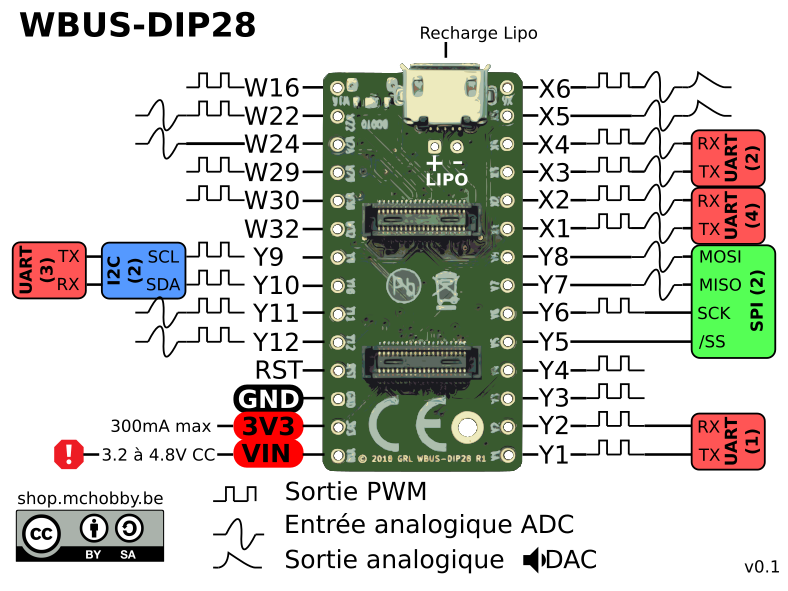 WBUS-DIP28
Recharge Lipo
W16
W22
W24
W29
W30
W32
UART (3)
TX
RX
I2C (2)
SCL
SDA
Y9
Y10
Y11
Y12
RST
GND
300mA max
3V3
!
3.2 à 4.8V CC
VIN
+ -
LIPO
Pb
CE
© 2018 GRL WBUS-DIP28 R1
X6
X5
X4
X3
X2
X1
Y8
Y7
Y6
Y5
Y4
Y3
Y2
Y1
RX
TX
UART (2)
RX
TX
UART (4)
MOSI
MISO
SCK
/SS
SPI (2)
RX
TX
UART (1)
shop.mchobby.be
cc
BY SA
Sortie PWM
Entrée analogique ADC
Sortie analogique DAC
v0.1